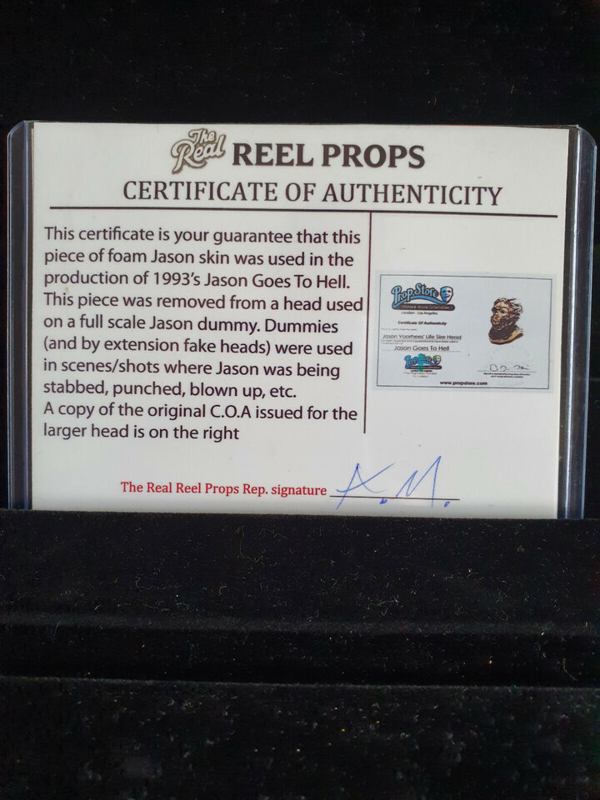 The Real REEL PROPS
CERTIFICATE OF AUTHENTICITY
This certificate is your guarantee that this
piece of foam Jason skin was used in the
production of 1993's Jason Goes To Hell.
This piece was removed from a head used
on a full scale Jason dummy. Dummies
(and by extension fake heads) were used
in scenes/shots where Jason was being
stabbed, punched, blown up, etc.
A copy of the original C.O.A issued for the
larger head is on the right
PropStore
London · Los Angeles
Certificate Of Authenticity
Jason Voorhees' Life Size Head
Jason Goes To Hell
www.propstore.com
The Real Reel Props Rep. signature A.M.